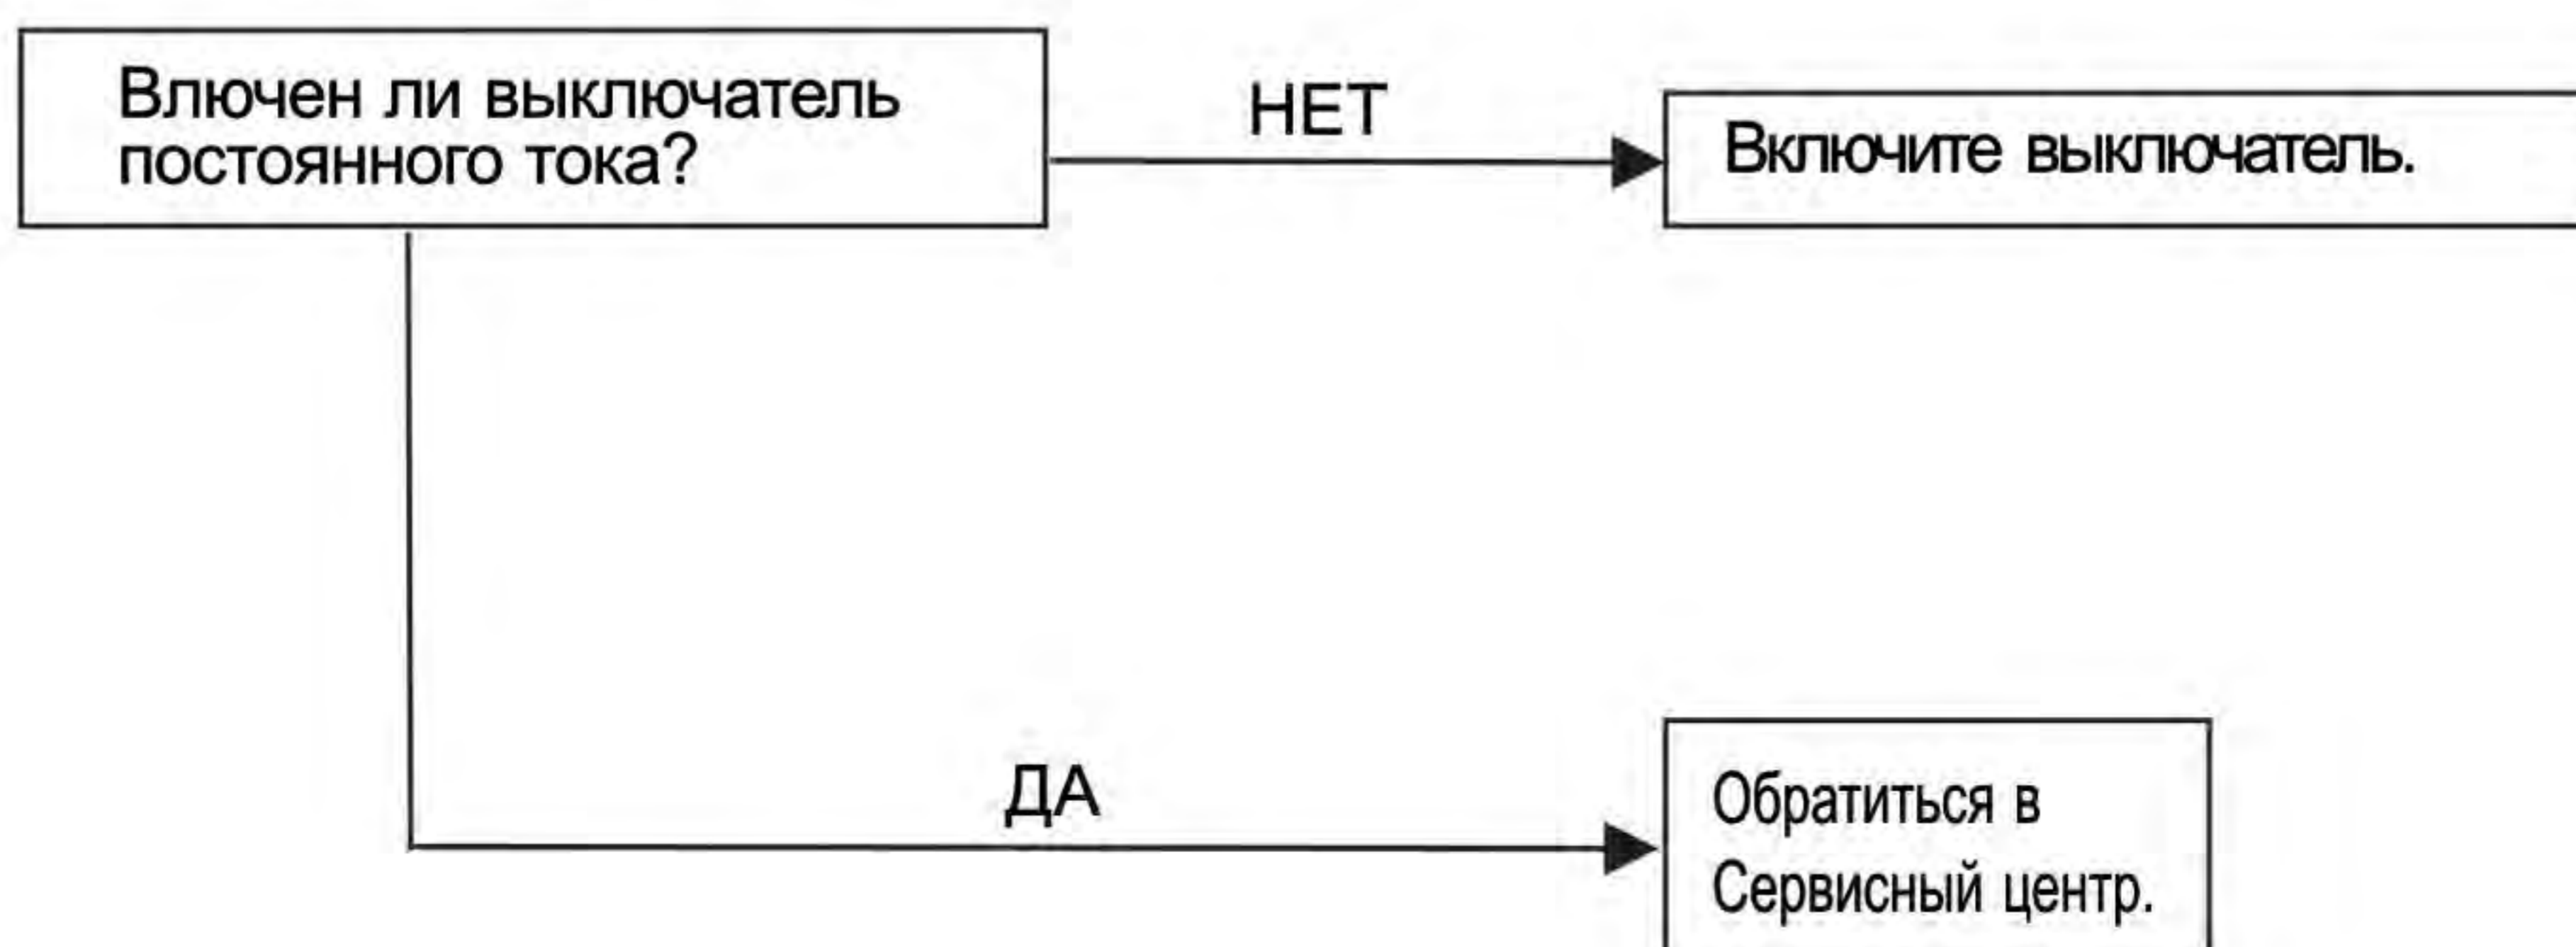 Влючен ли выключатель
постоянного тока?
НЕТ
Включите выключатель.
ДА
Обратиться в
Сервисный центр.